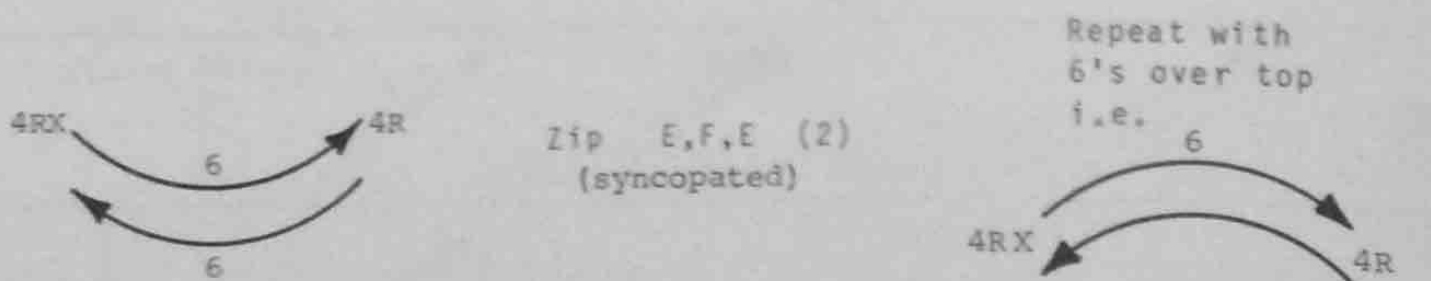 4RX 6 4R
6
Zip E,F,E (2)
(syncopated)
Repeat with
6's over top
i.e.
6
4RX 4R